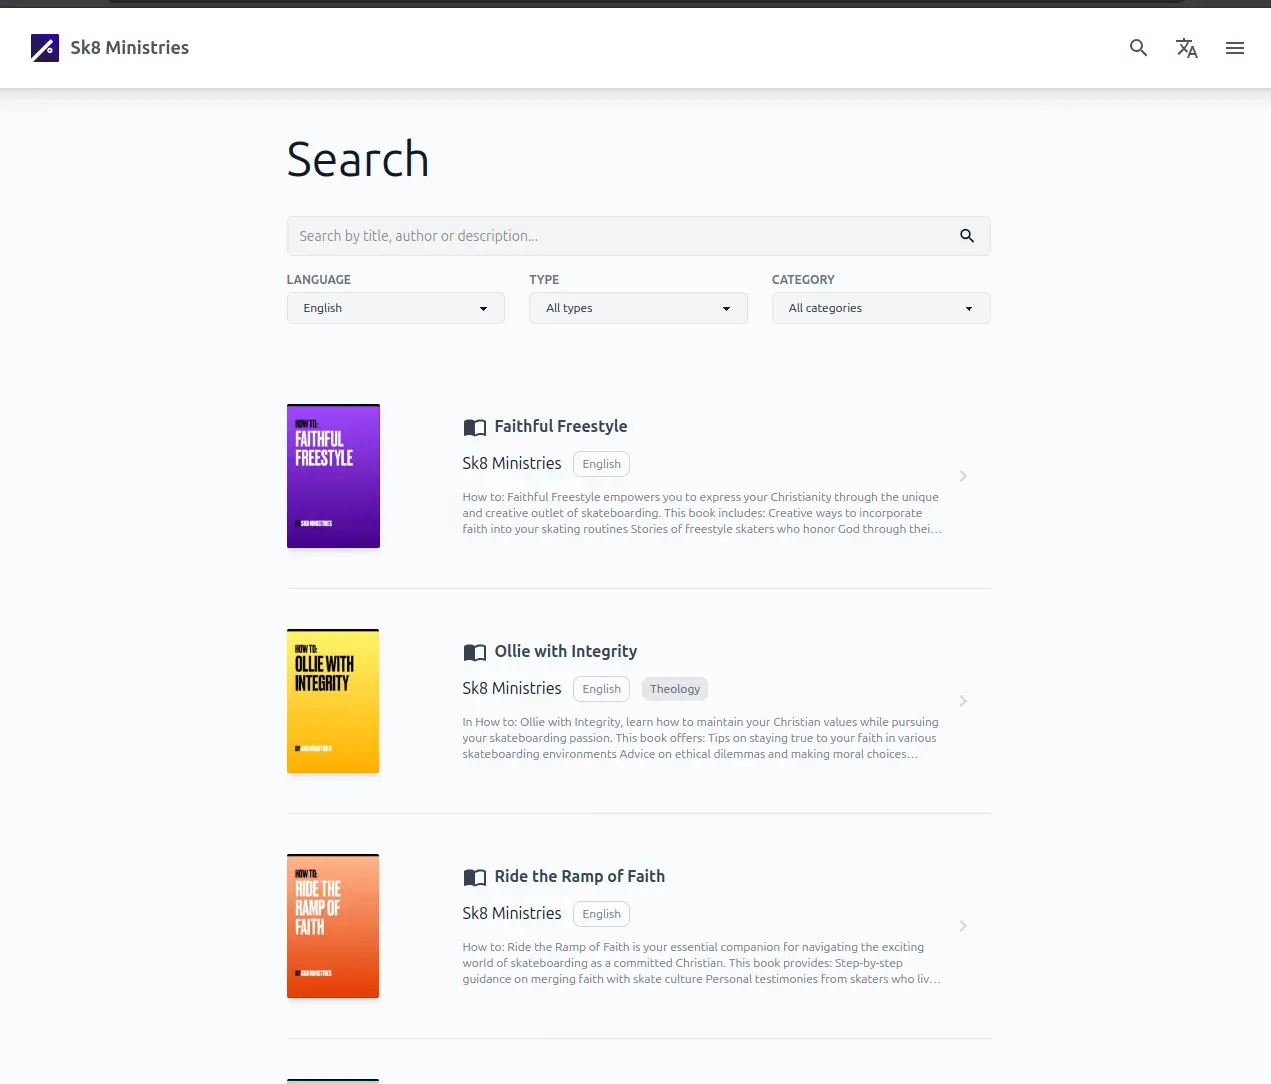 Sk8 Ministries
Search
Search by title, author or description...
LANGUAGE
TYPE
CATEGORY
English
All types
All categories
HOW TO:
FAITHFUL
FREESTYLE
BY SK8 MINISTRIES
Faithful Freestyle
Sk8 Ministries
English
How to: Faithful Freestyle empowers you to express your Christianity through the unique
and creative outlet of skateboarding. This book includes: Creative ways to incorporate
faith into your skating routines Stories of freestyle skaters who honor God through thei…
HOW TO:
OLLIE WITH
INTEGRITY
BY SK8 MINISTRIES
Ollie with Integrity
Sk8 Ministries
English
Theology
In How to: Ollie with Integrity, learn how to maintain your Christian values while pursuing
your skateboarding passion. This book offers: Tips on staying true to your faith in various
skateboarding environments Advice on ethical dilemmas and making moral choices…
HOW TO:
RIDE THE
RAMP OF
FAITH
BY SK8 MINISTRIES
Ride the Ramp of Faith
Sk8 Ministries
English
How to: Ride the Ramp of Faith is your essential companion for navigating the exciting
world of skateboarding as a committed Christian. This book provides: Step-by-step
guidance on merging faith with skate culture Personal testimonies from skaters who liv…